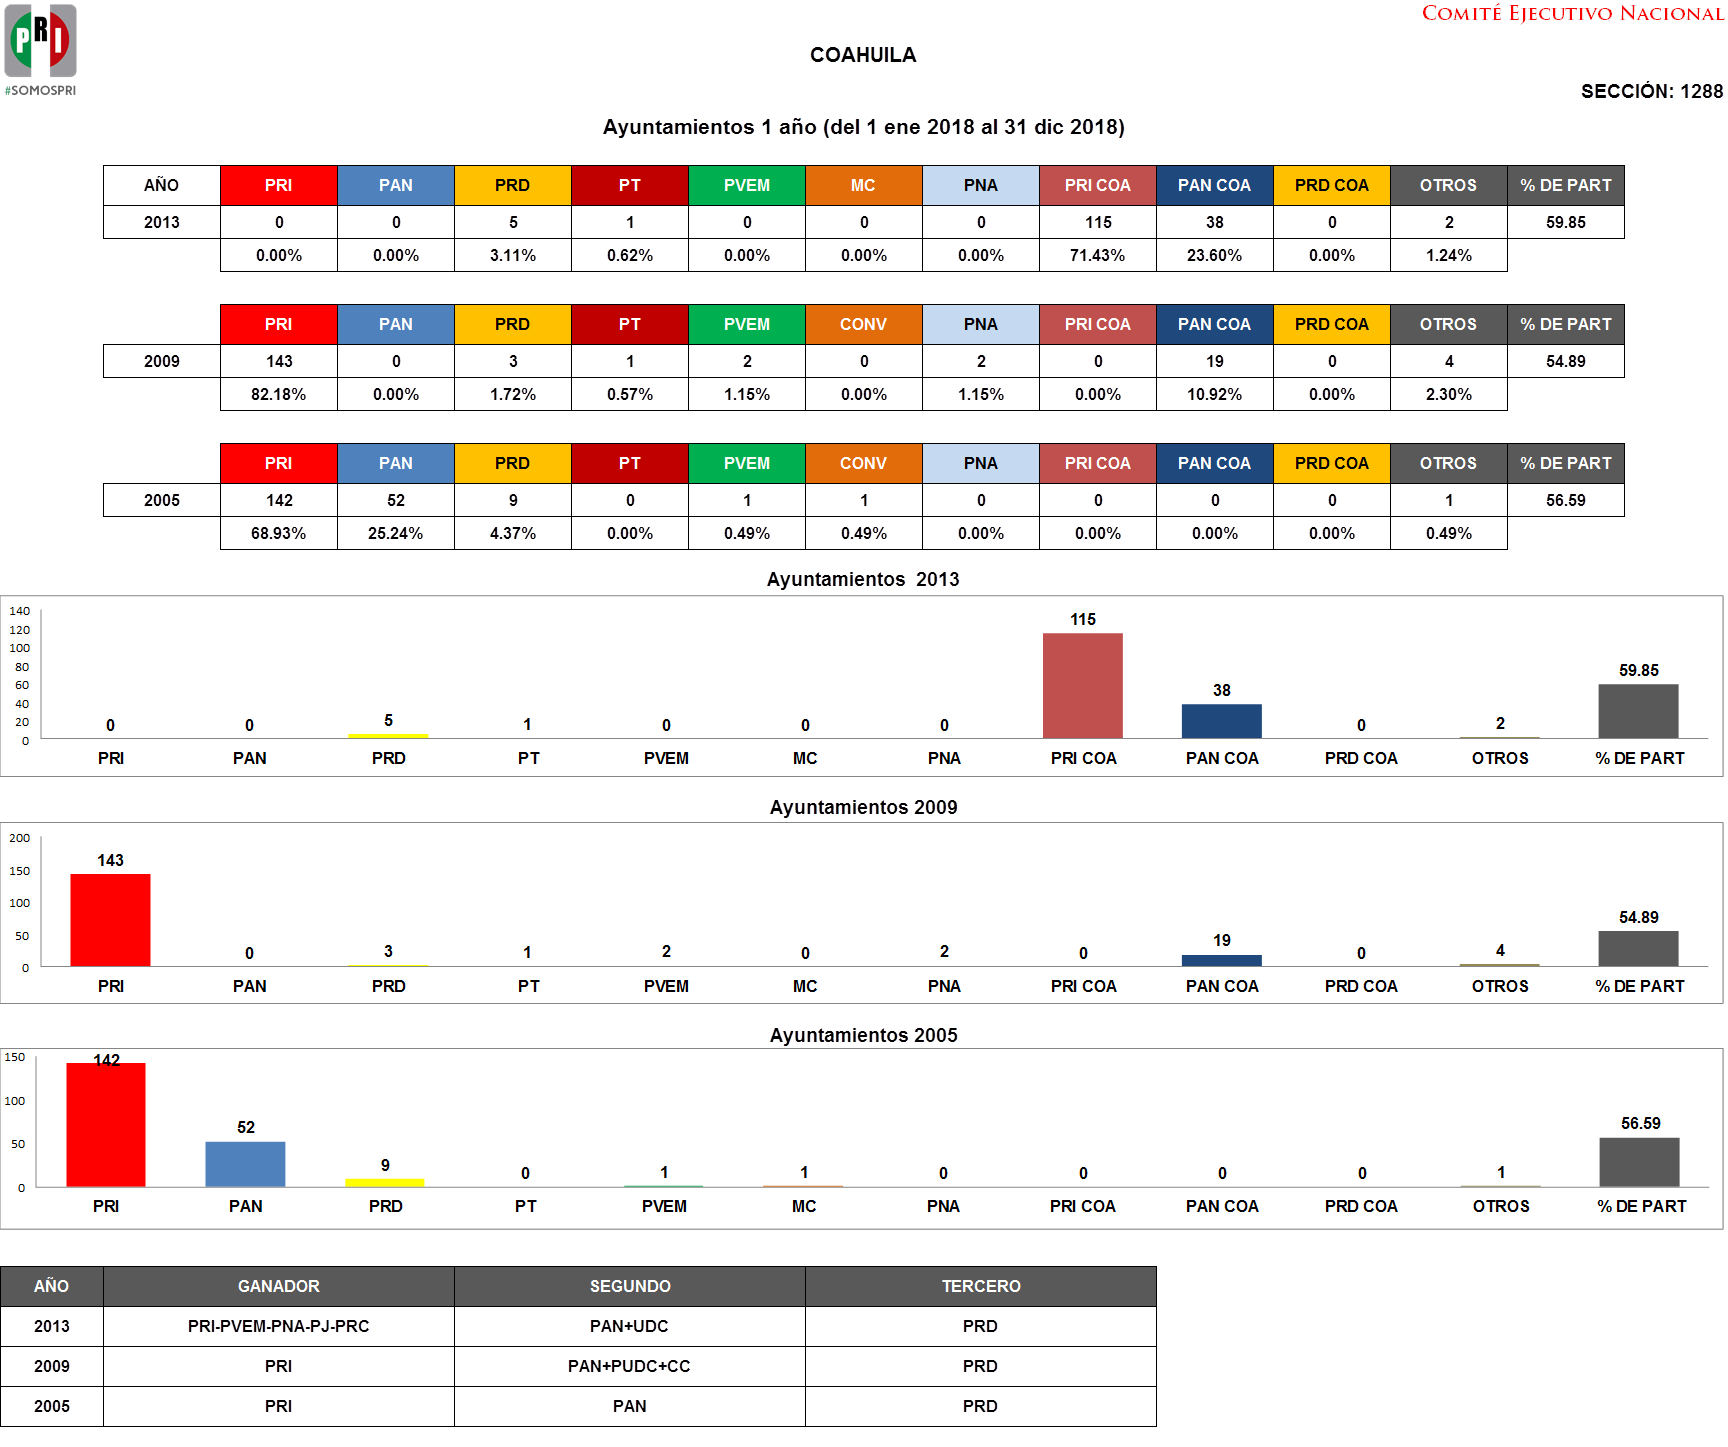 PRI
#SOMOSPRI
COMITÉ EJECUTIVO NACIONAL
COAHUILA
SECCIÓN: 1288
Ayuntamientos 1 año (del 1 ene 2018 al 31 dic 2018)
AÑO PRI PAN PRD PT PVEM MC PNA PRI COA PAN COA PRD COA OTROS % DE PART
2013 0 0 5 1 0 0 0 115 38 0 2 59.85
0.00% 0.00% 3.11% 0.62% 0.00% 0.00% 0.00% 71.43% 23.60% 0.00% 1.24%
PRI PAN PRD PT PVEM CONV PNA PRI COA PAN COA PRD COA OTROS % DE PART
2009 143 0 3 1 2 0 2 0 19 0 4 54.89
82.18% 0.00% 1.72% 0.57% 1.15% 0.00% 1.15% 0.00% 10.92% 0.00% 2.30%
PRI PAN PRD PT PVEM CONV PNA PRI COA PAN COA PRD COA OTROS % DE PART
2005 142 52 9 0 1 1 0 0 0 0 1 56.59
68.93% 25.24% 4.37% 0.00% 0.49% 0.49% 0.00% 0.00% 0.00% 0.00% 0.49%
Ayuntamientos 2013
140
120
100
80
60
40
20
0
0 0 5 1 0 0 0 115 38 0 2 59.85
PRI PAN PRD PT PVEM MC PNA PRI COA PAN COA PRD COA OTROS % DE PART
Ayuntamientos 2009
200
150
100
50
0
143 0 3 1 2 0 2 0 19 0 4 54.89
PRI PAN PRD PT PVEM MC PNA PRI COA PAN COA PRD COA OTROS % DE PART
Ayuntamientos 2005
150
100
50
0
142 52 9 0 1 1 0 0 0 0 1 56.59
PRI PAN PRD PT PVEM MC PNA PRI COA PAN COA PRD COA OTROS % DE PART
AÑO GANADOR SEGUNDO TERCERO
2013 PRI-PVEM-PNA-PJ-PRC PAN+UDC PRD
2009 PRI PAN+PUDC+CC PRD
2005 PRI PAN PRD